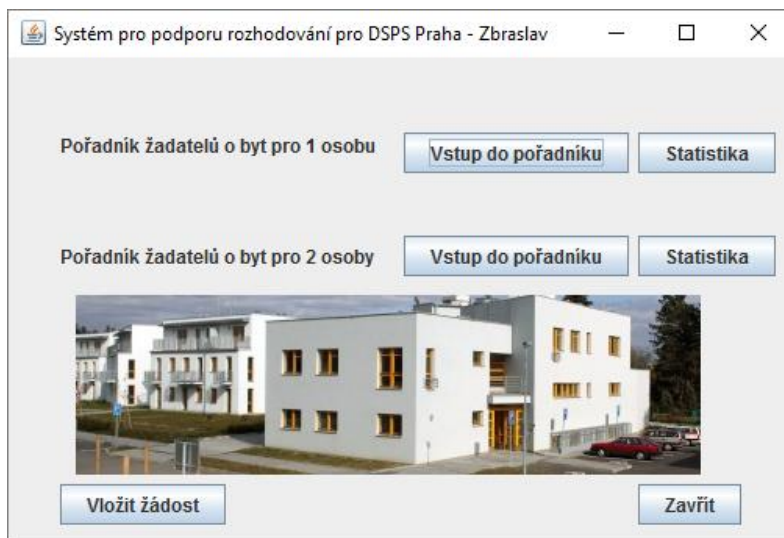 Systém pro podporu rozhodování pro DSPS Praha - Zbraslav
Pořadník žadatelů o byt pro 1 osobu Vstup do pořadníku Statistika
Pořadník žadatelů o byt pro 2 osoby Vstup do pořadníku Statistika
Vložit žádost Zavřít